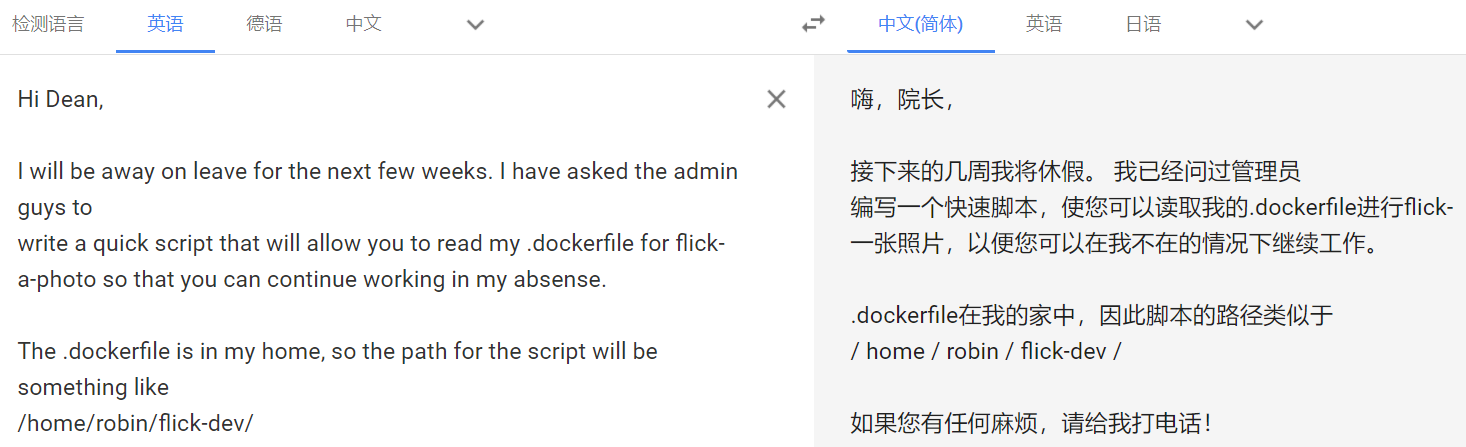 检测语言 英语 德语 中文 中文(简体) 英语 日语
Hi Dean,
I will be away on leave for the next few weeks. I have asked the admin
guys to
write a quick script that will allow you to read my .dockerfile for flick-
a-photo so that you can continue working in my absense.
The .dockerfile is in my home, so the path for the script will be
something like
/home/robin/flick-dev/
嗨，院长，
接下来的几周我将休假。 我已经问过管理员
编写一个快速脚本，使您可以读取我的.dockerfile进行flick-
一张照片，以便您可以在我不在的情况下继续工作。
.dockerfile在我的家中，因此脚本的路径类似于
/ home / robin / flick-dev /
如果您有任何麻烦，请给我打电话！